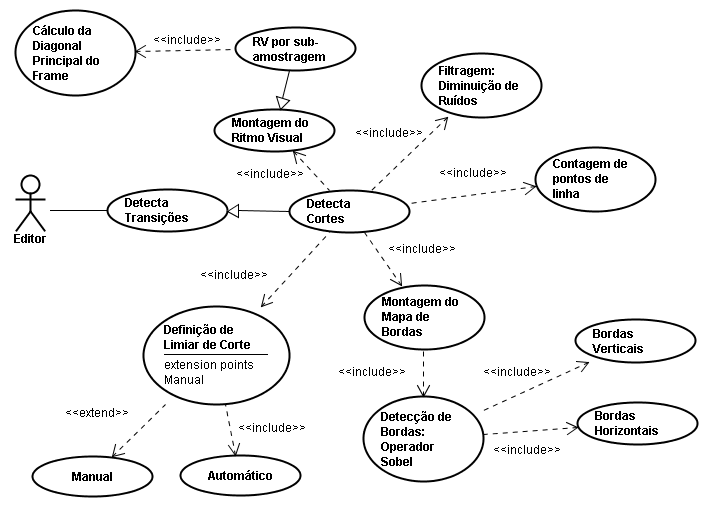 Cálculo da
Diagonal
Principal do
Frame
<<include>>
RV por sub-
amostragem
Filtragem:
Diminuição de
Ruídos
Montagem do
Ritmo Visual
<<include>>
<<include>>
<<include>>
Contagem de
pontos de
linha
Editor
Detecta
Transições
Detecta
Cortes
<<include>>
<<include>>
Definição de
Limiar de Corte
extension points
Manual
Montagem do
Mapa de
Bordas
<<include>>
<<include>>
Bordas
Verticais
<<extend>>
<<include>>
Detecção de
Bordas:
Operador
Sobel
<<include>>
Bordas
Horizontais
Manual
Automático